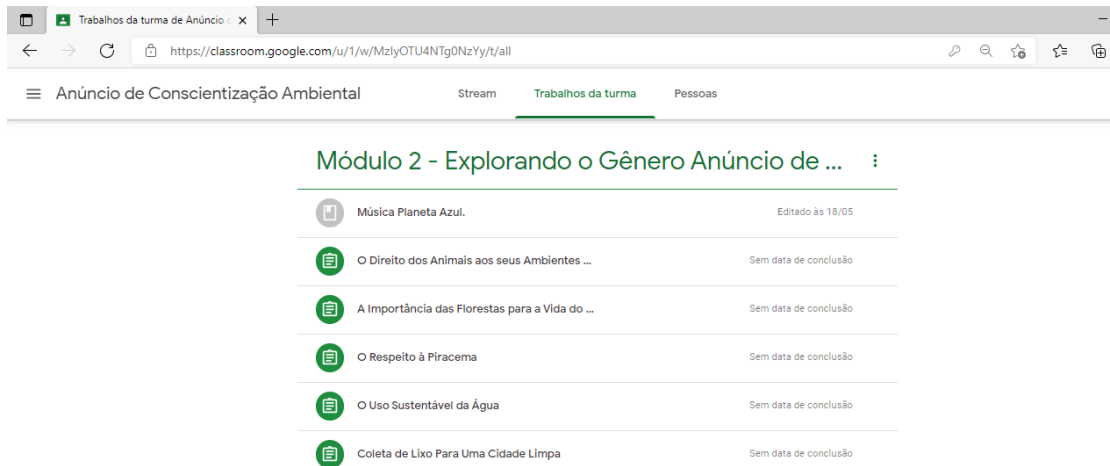 Trabalhos da turma de Anúncio
https://classroom.google.com/u/1/w/MzIyOTU4NTg0NzYy/t/all
Anúncio de Conscientização Ambiental
Stream
Trabalhos da turma
Pessoas
Módulo 2 - Explorando o Gênero Anúncio de ...
Música Planeta Azul.
Editado às 18/05
O Direito dos Animais aos seus Ambientes ...
Sem data de conclusão
A Importância das Florestas para a Vida do ...
Sem data de conclusão
O Respeito à Piracema
Sem data de conclusão
O Uso Sustentável da Água
Sem data de conclusão
Coleta de Lixo Para Uma Cidade Limpa
Sem data de conclusão